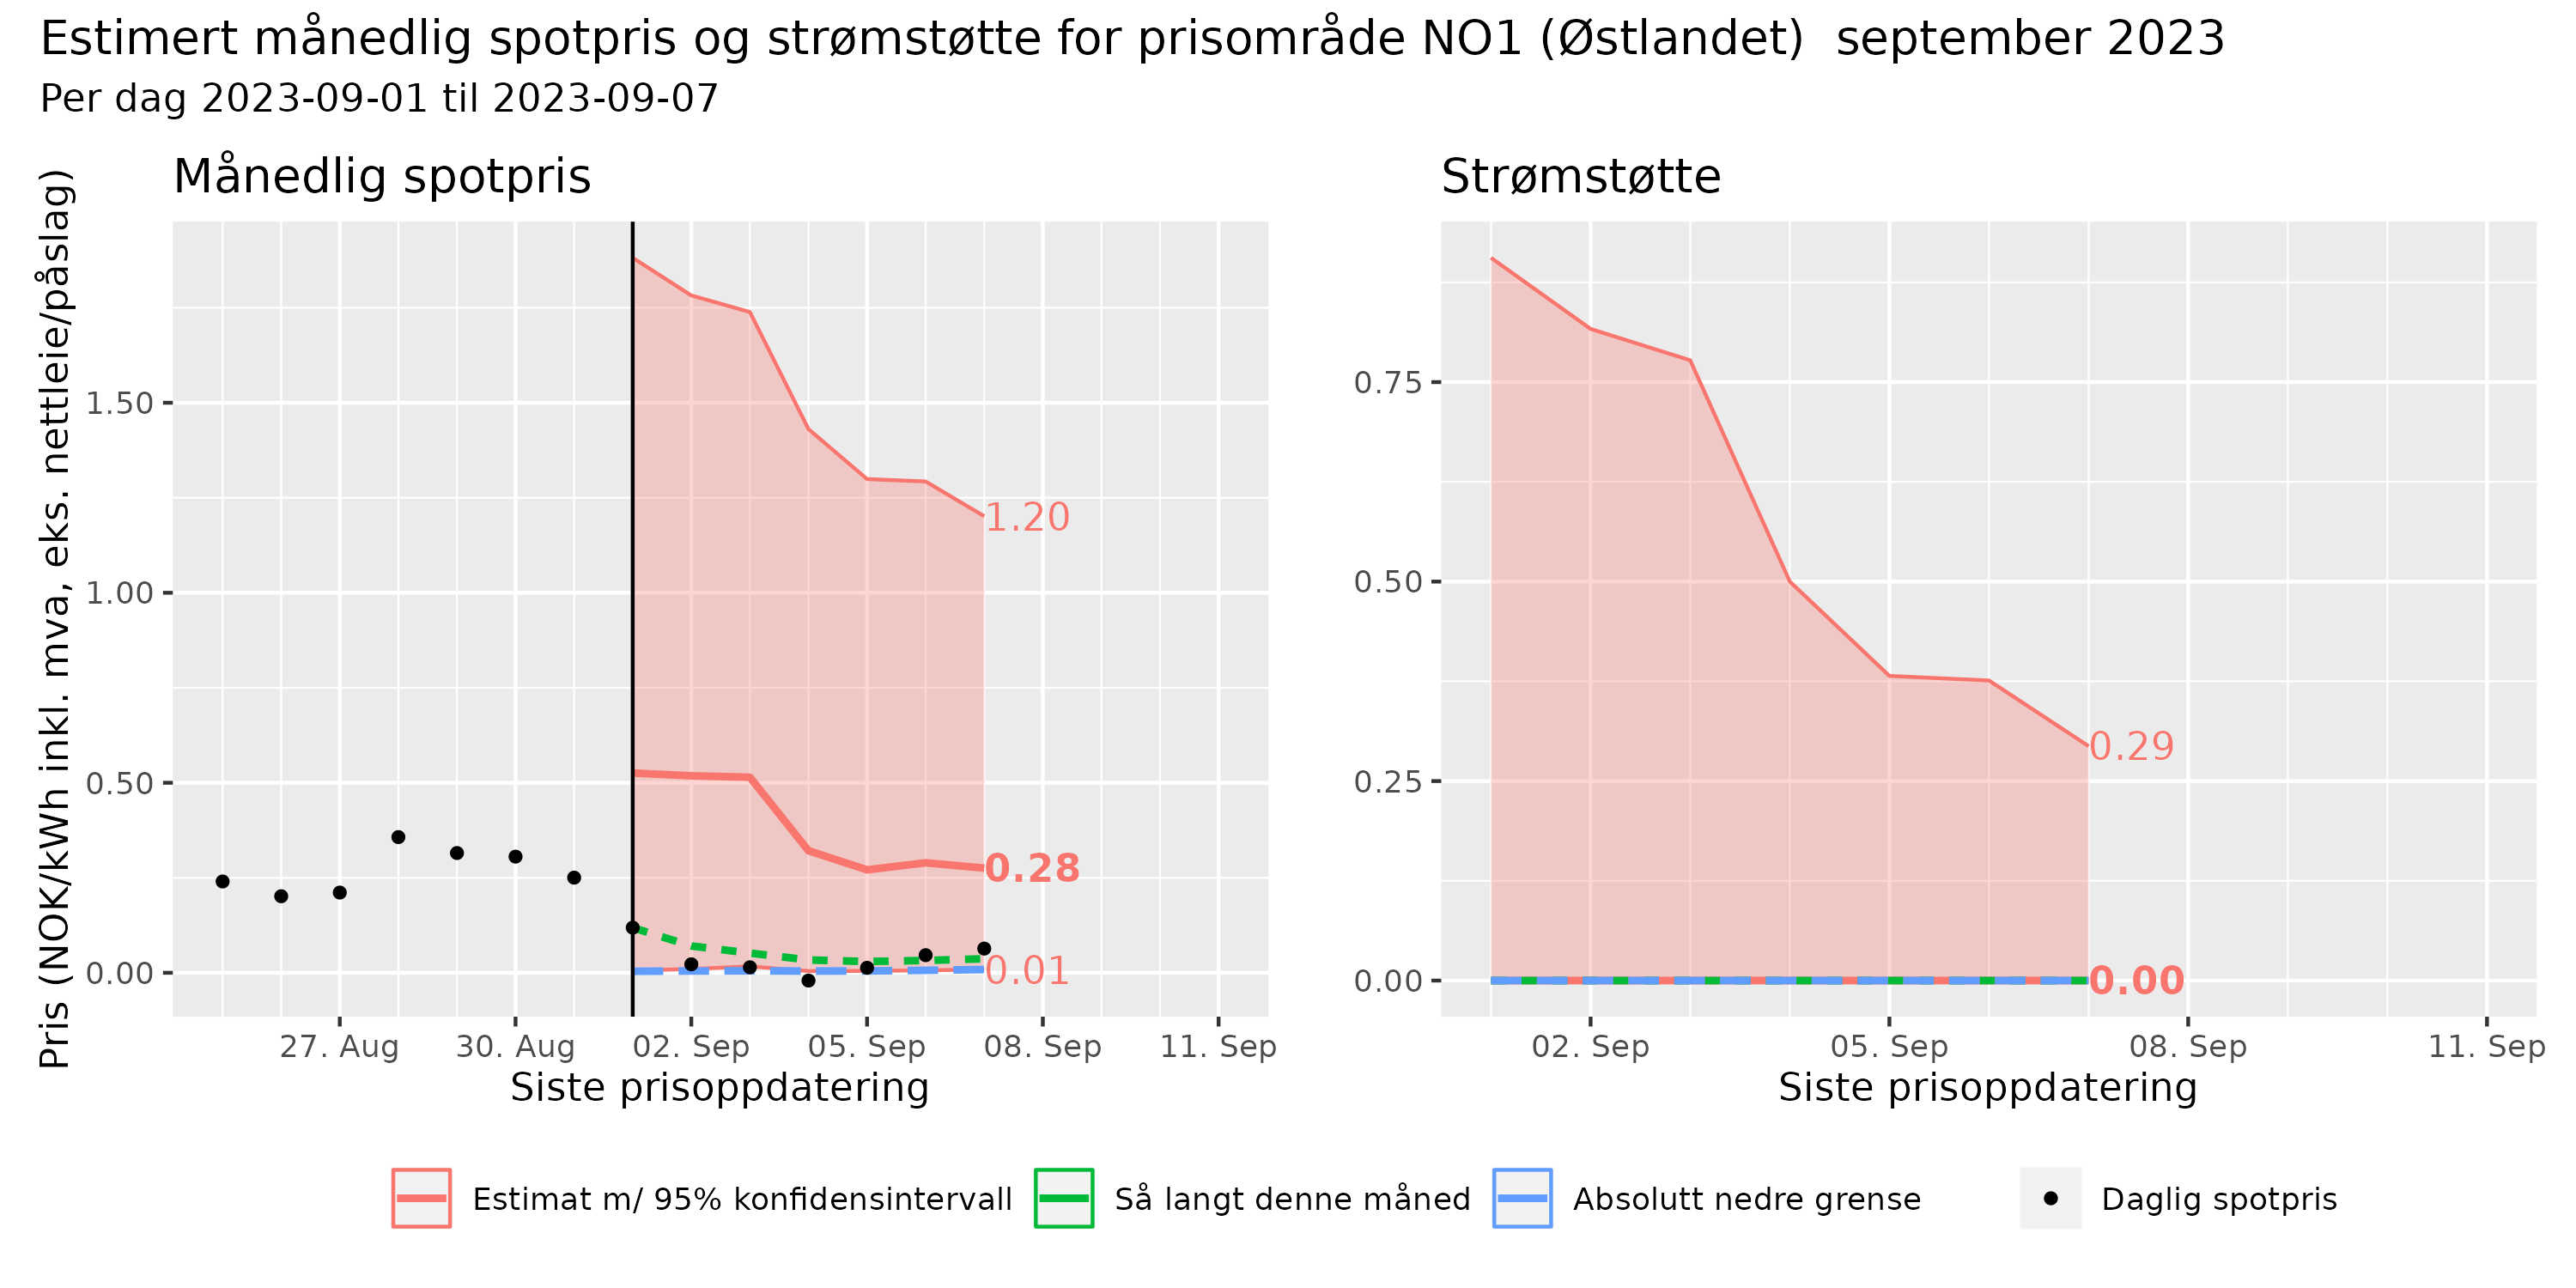 Estimert månedlig spotpris og strømstøtte for prisområde NO1 (Østlandet)  september 2023
Per dag 2023-09-01 til 2023-09-07
Månedlig spotpris
Pris (NOK/kWh inkl. mva, eks. nettleie/påslag)
1.50
1.00
0.50
0.00
1.20
0.28
0.01
27. Aug
30. Aug
02. Sep
05. Sep
08. Sep
11. Sep
Siste prisoppdatering
Strømstøtte
0.75
0.50
0.25
0.00
0.29
0.00
02. Sep
05. Sep
08. Sep
11. Sep
Siste prisoppdatering
Estimat m/ 95% konfidensintervall
Så langt denne måned
Absolutt nedre grense
Daglig spotpris